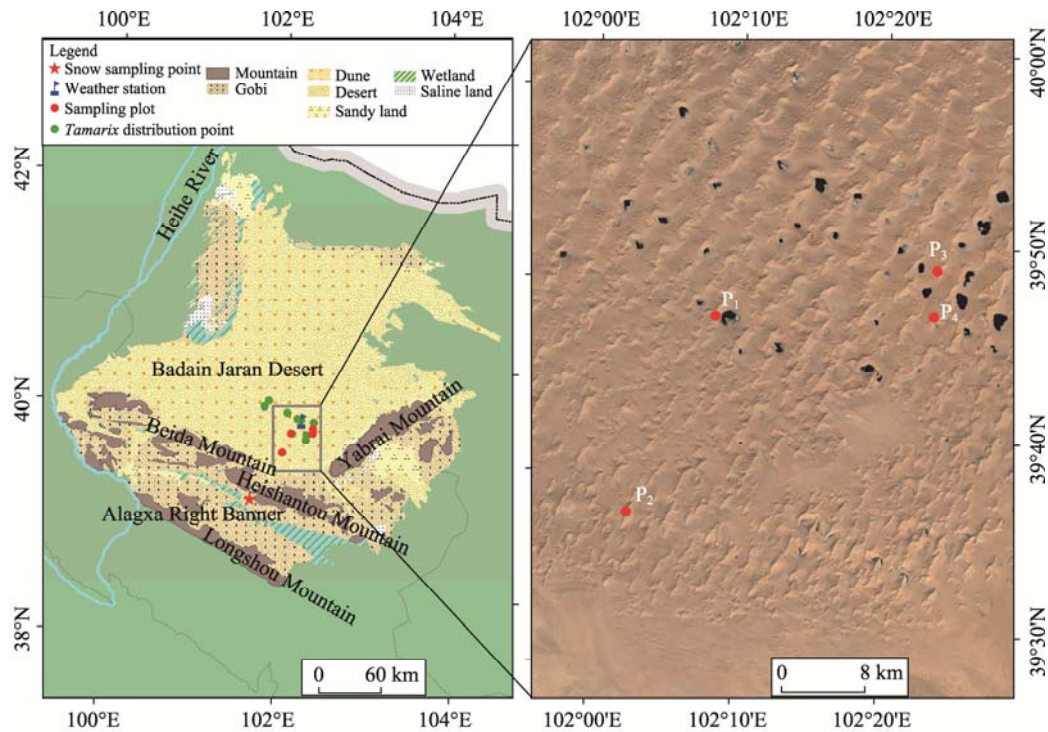 100°E
102°E
104°E
102°0'E
102°10'E
102°20'E
Legend
Snow sampling point
Weather station
Sampling plot
Tamarix distribution point
Mountain
Gobi
Dune
Desert
Sandy land
Wetland
Saline land
42°N
40°N
38°N
Heihe River
Badain Jaran Desert
Beida Mountain
Yabrai Mountain
Heishantou Mountain
Alagxa Right Banner
Longshou Mountain
0 60 km
100°E
102°E
104°E
P1
P2
P3
P4
40°00'N
39°50'N
39°40'N
39°30'N
0 8 km
102°0'E
102°10'E
102°20'E